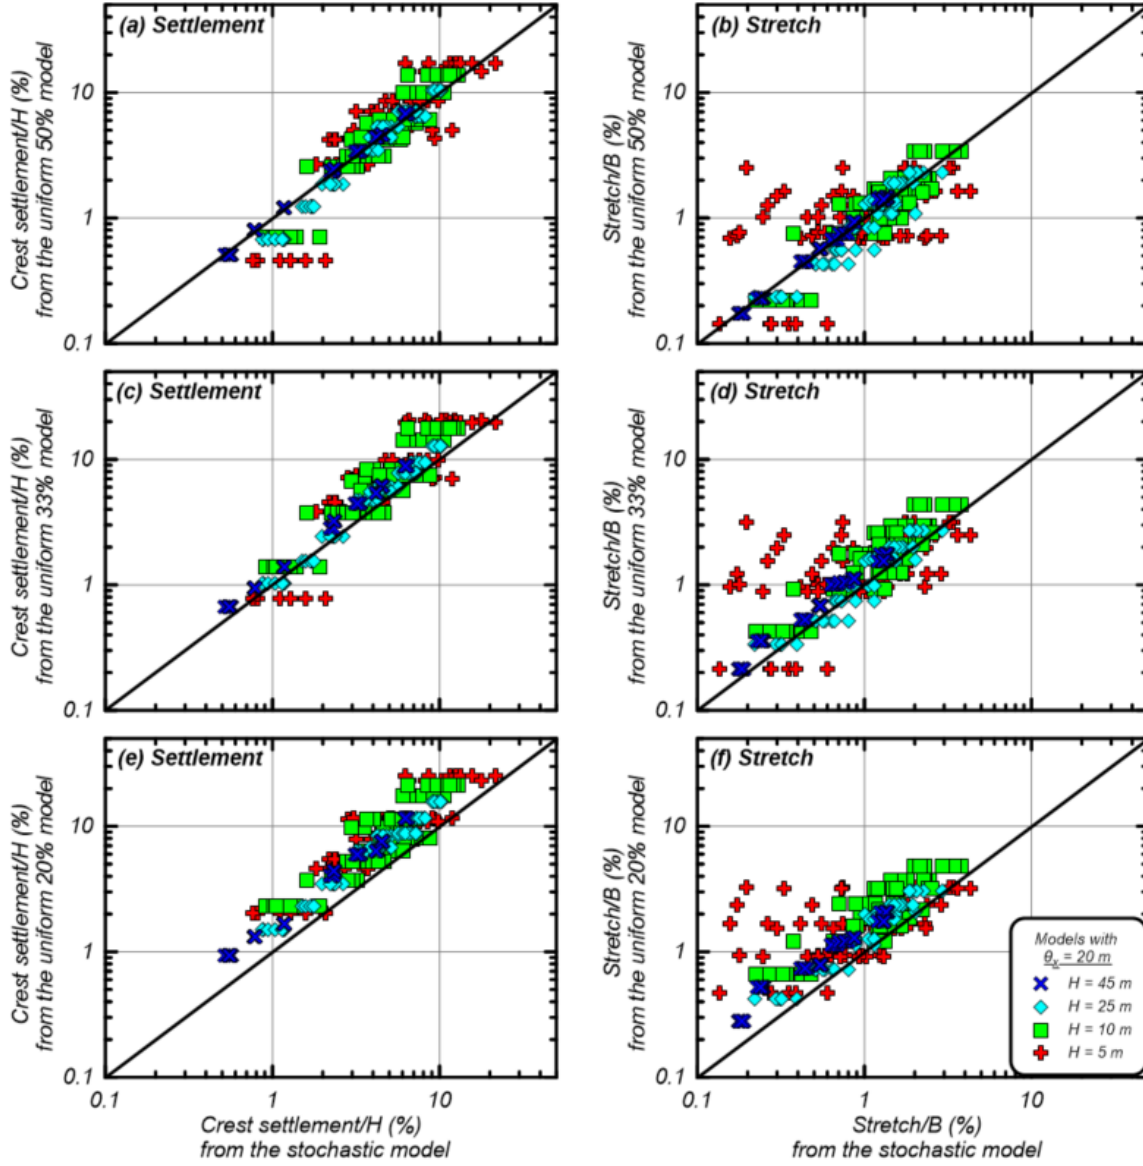 (a) Settlement
Crest settlement/H (%)
from the uniform 50% model
10
1
0.1
(b) Stretch
Stretch/B (%)
from the uniform 50% model
10
1
0.1
(c) Settlement
Crest settlement/H (%)
from the uniform 33% model
10
1
0.1
(d) Stretch
Stretch/B (%)
from the uniform 33% model
10
1
0.1
(e) Settlement
Crest settlement/H (%)
from the uniform 20% model
10
1
0.1
0.1 1 10
Crest settlement/H (%)
from the stochastic model
(f) Stretch
Stretch/B (%)
from the uniform 20% model
10
1
0.1
0.1 1 10
Stretch/B (%)
from the stochastic model
Models with
θx = 20 m
H = 45 m
H = 25 m
H = 10 m
H = 5 m